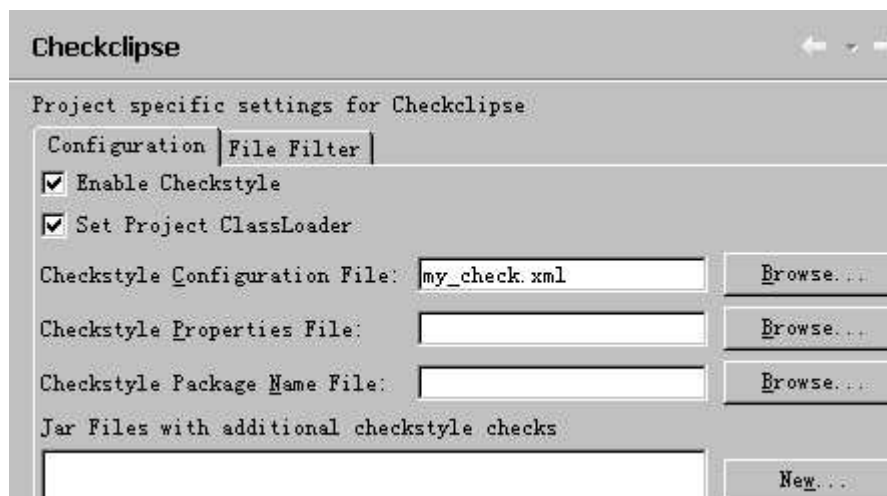 Checkclipse
Project specific settings for Checkclipse
Configuration File Filter
Enable Checkstyle
Set Project ClassLoader
Checkstyle Configuration File: my_check.xml Browse...
Checkstyle Properties File: Browse...
Checkstyle Package Name File: Browse...
Jar Files with additional checkstyle checks
New...